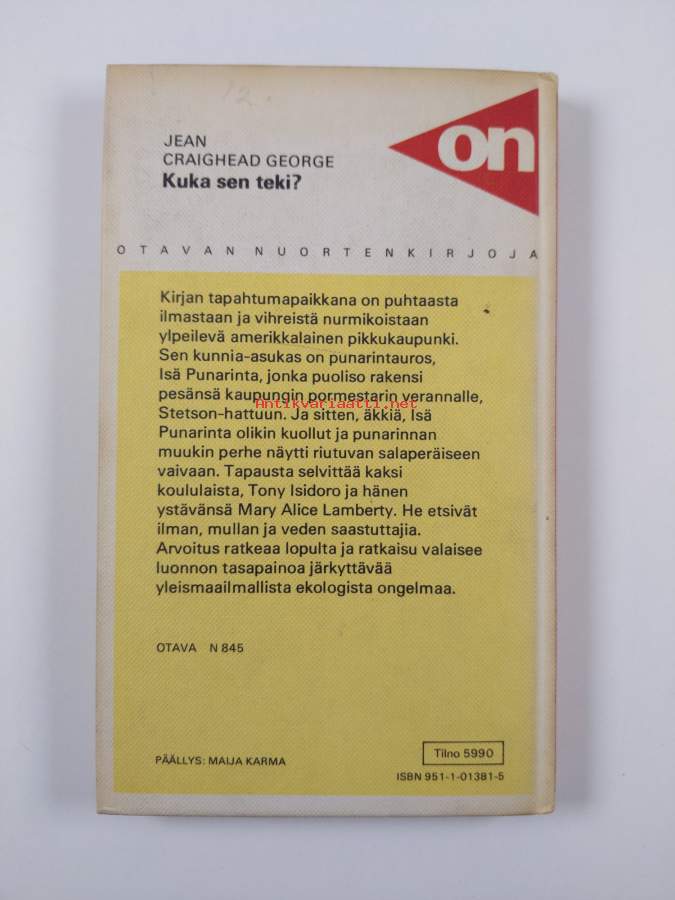 12.
JEAN
CRAIGHEAD GEORGE
Kuka sen teki?
on
OTAVAN NUORTENKIRJOJA
Kirjan tapahtumapaikkana on puhtaasta
ilmastaan ja vihreistä nurmikoistaan
ylpeilevä amerikkalainen pikkukaupunki.
Sen kunnia-asukas on punarintauros,
Isä Punarinta, jonka puoliso rakensi
pesänsä kaupungin pormestarin verannalle,
Antikvariaatti.net
Stetson-hattuun. Ja sitten, äkkiä, Isä
Punarinta olikin kuollut ja punarinnan
muukin perhe näytti riutuvan salaperäiseen
vaivaan. Tapausta selvittää kaksi
koululaista, Tony Isidoro ja hänen
ystävänsä Mary Alice Lamberty. He etsivät
ilman, mullan ja veden saastuttajia.
Arvoitus ratkeaa lopulta ja ratkaisu valaisee
luonnon tasapainoa järkyttävää
yleismaailmallista ekologista ongelmaa.
OTAVA N 845
PÄÄLLYS: MAIJA KARMA
Tilno 5990
ISBN 951-1-01381-5